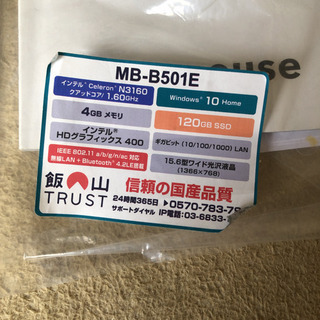 use
MB-B501E
インテル® Celeron® N3160
クアッドコア/ 1.60GHz
Windows® 10 Home
4GB メモリ
120GB SSD
インテル®
HDグラフィックス 400
ギガビット (10/100/1000) LAN
IEEE 802.11 a/b/g/n/ac 対応
無線LAN + Bluetooth® 4.2LE搭載
15.6型ワイド光沢液晶
(1366×768)
飯山
TRUST
信頼の国産品質
24時間365日
サポートダイヤル
0570-783-79
IP電話:03-6833-1